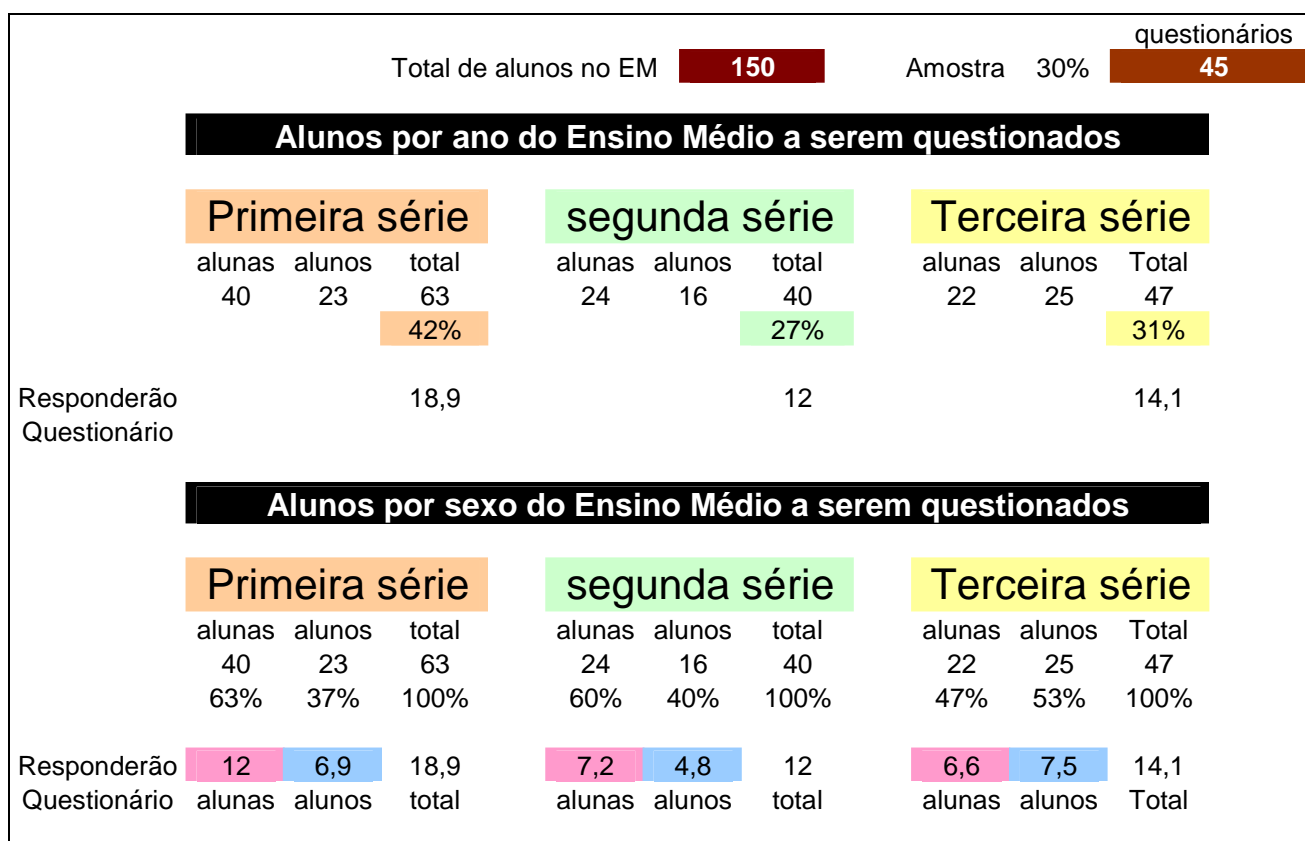 questionários
Total de alunos no EM 150 Amostra 30% 45
Alunos por ano do Ensino Médio a serem questionados
Primeira série segunda série Terceira série
alunas alunos total alunas alunos total alunas alunos Total
40 23 63 24 16 40 22 25 47
42% 27% 31%
Responderão 18,9 12 14,1
Questionário
Alunos por sexo do Ensino Médio a serem questionados
Primeira série segunda série Terceira série
alunas alunos total alunas alunos total alunas alunos Total
40 23 63 24 16 40 22 25 47
63% 37% 100% 60% 40% 100% 47% 53% 100%
Responderão 12 6,9 18,9 7,2 4,8 12 6,6 7,5 14,1
Questionário alunas alunos total alunas alunos total alunas alunos Total